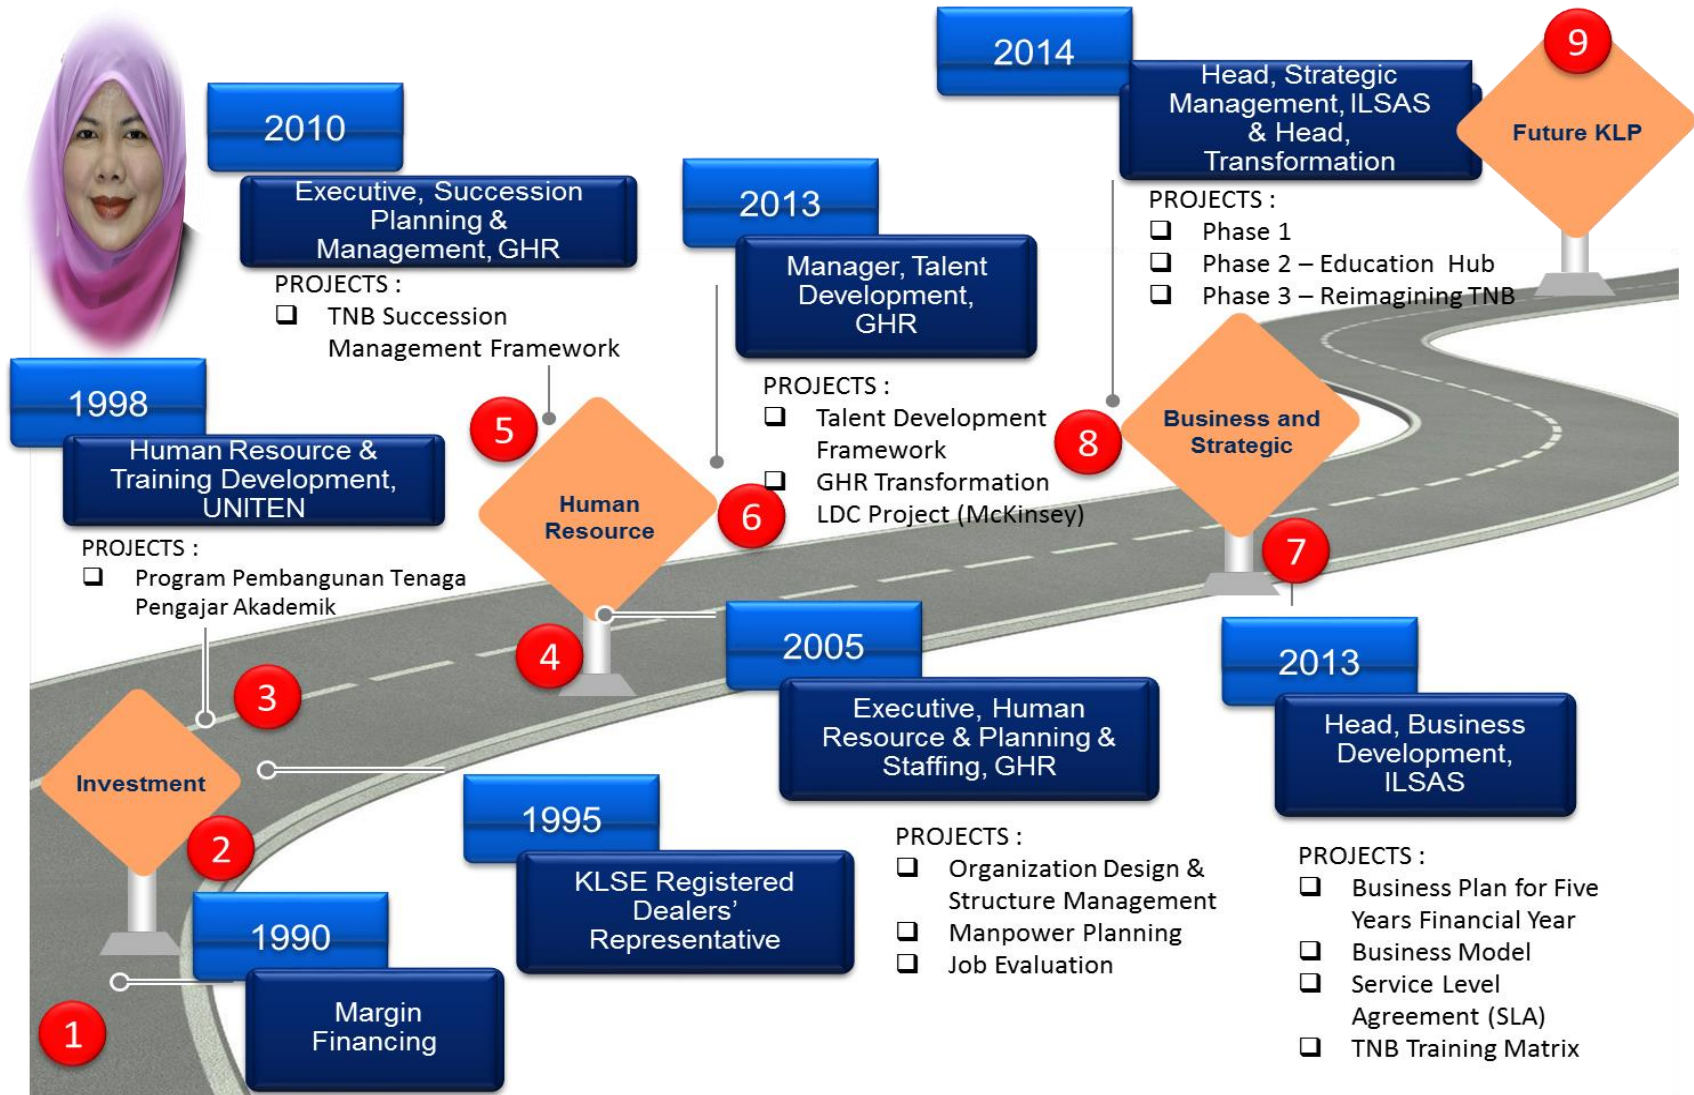 2010
Executive, Succession
Planning &
Management, GHR
PROJECTS :
TNB Succession
Management Framework
1998
Human Resource &
Training Development,
UNITEN
PROJECTS :
Program Pembangunan Tenaga
Pengajar Akademik
2013
Manager, Talent
Development,
GHR
PROJECTS :
Talent Development
Framework
GHR Transformation
LDC Project (McKinsey)
2014
Head, Strategic
Management, ILSAS
& Head,
Transformation
PROJECTS :
Phase 1
Phase 2 – Education Hub
Phase 3 – Reimagining TNB
9
Future KLP
5
Human
Resource
6
4
8
Business and
Strategic
7
3
Investment
2
1
1990
Margin
Financing
1995
KLSE Registered
Dealers’
Representative
2005
Executive, Human
Resource & Planning &
Staffing, GHR
PROJECTS :
Organization Design &
Structure Management
Manpower Planning
Job Evaluation
2013
Head, Business
Development,
ILSAS
PROJECTS :
Business Plan for Five
Years Financial Year
Business Model
Service Level
Agreement (SLA)
TNB Training Matrix